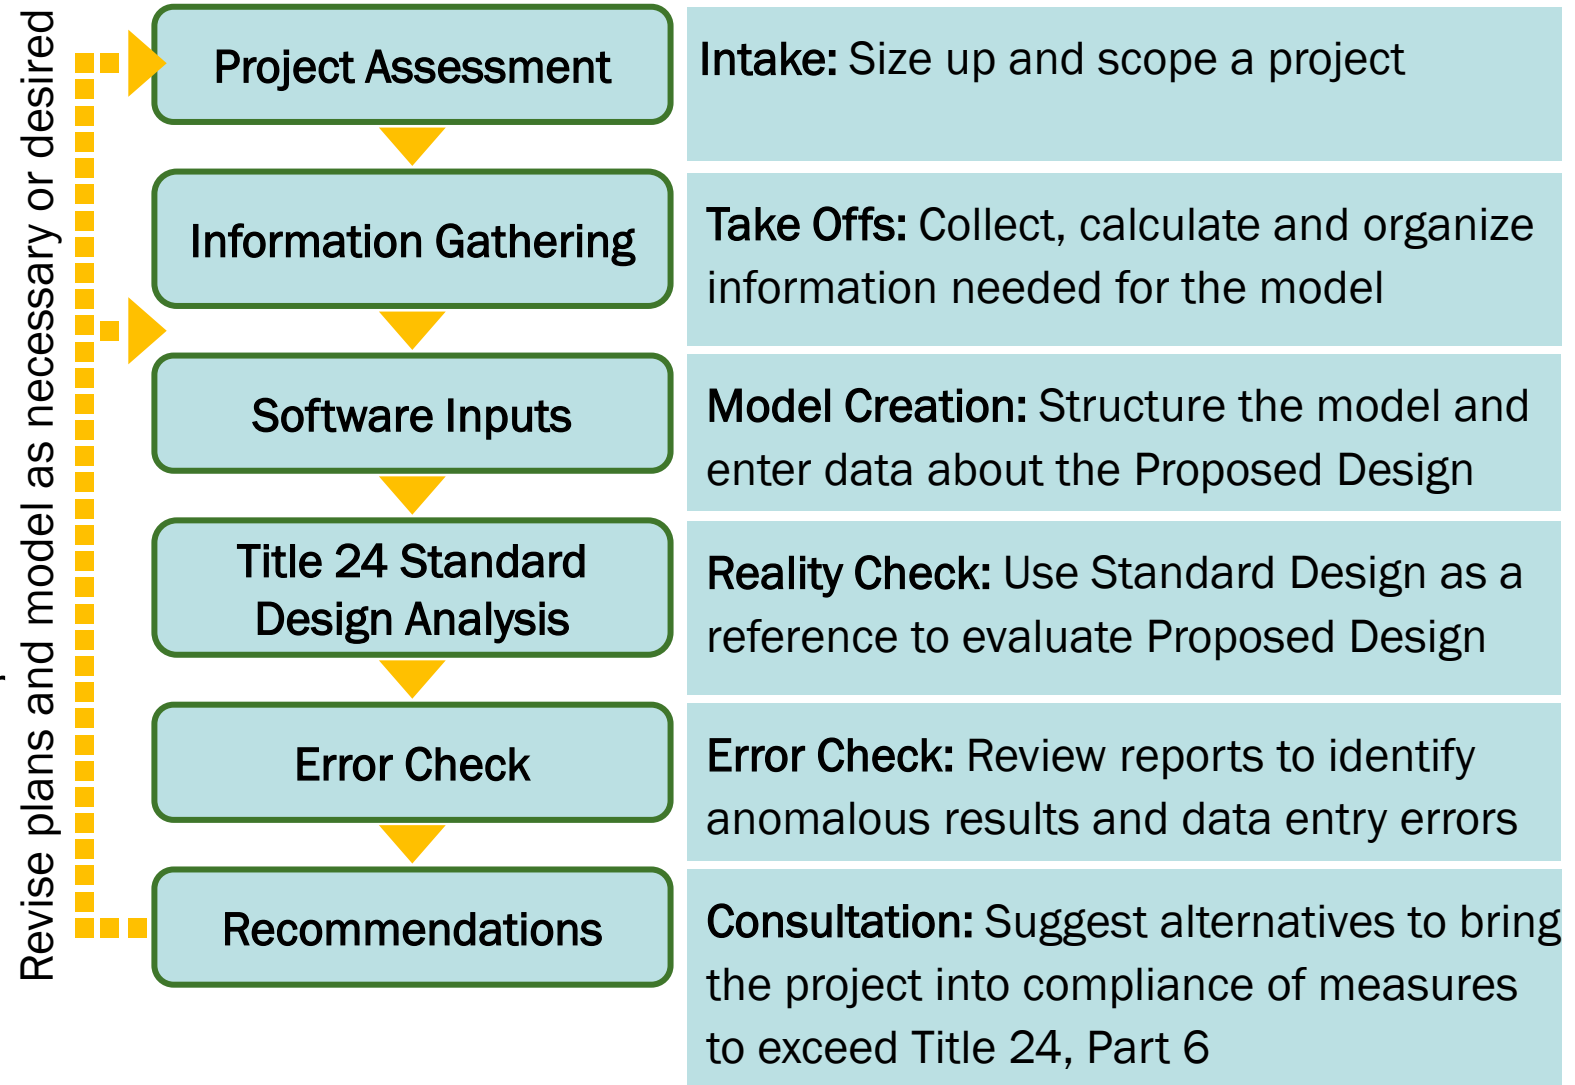 Revise plans and model as necessary or desired
Project Assessment
Intake: Size up and scope a project
Information Gathering
Take Offs: Collect, calculate and organize
information needed for the model
Software Inputs
Model Creation: Structure the model and
enter data about the Proposed Design
Title 24 Standard
Design Analysis
Reality Check: Use Standard Design as a
reference to evaluate Proposed Design
Error Check
Error Check: Review reports to identify
anomalous results and data entry errors
Recommendations
Consultation: Suggest alternatives to bring
the project into compliance of measures
to exceed Title 24, Part 6